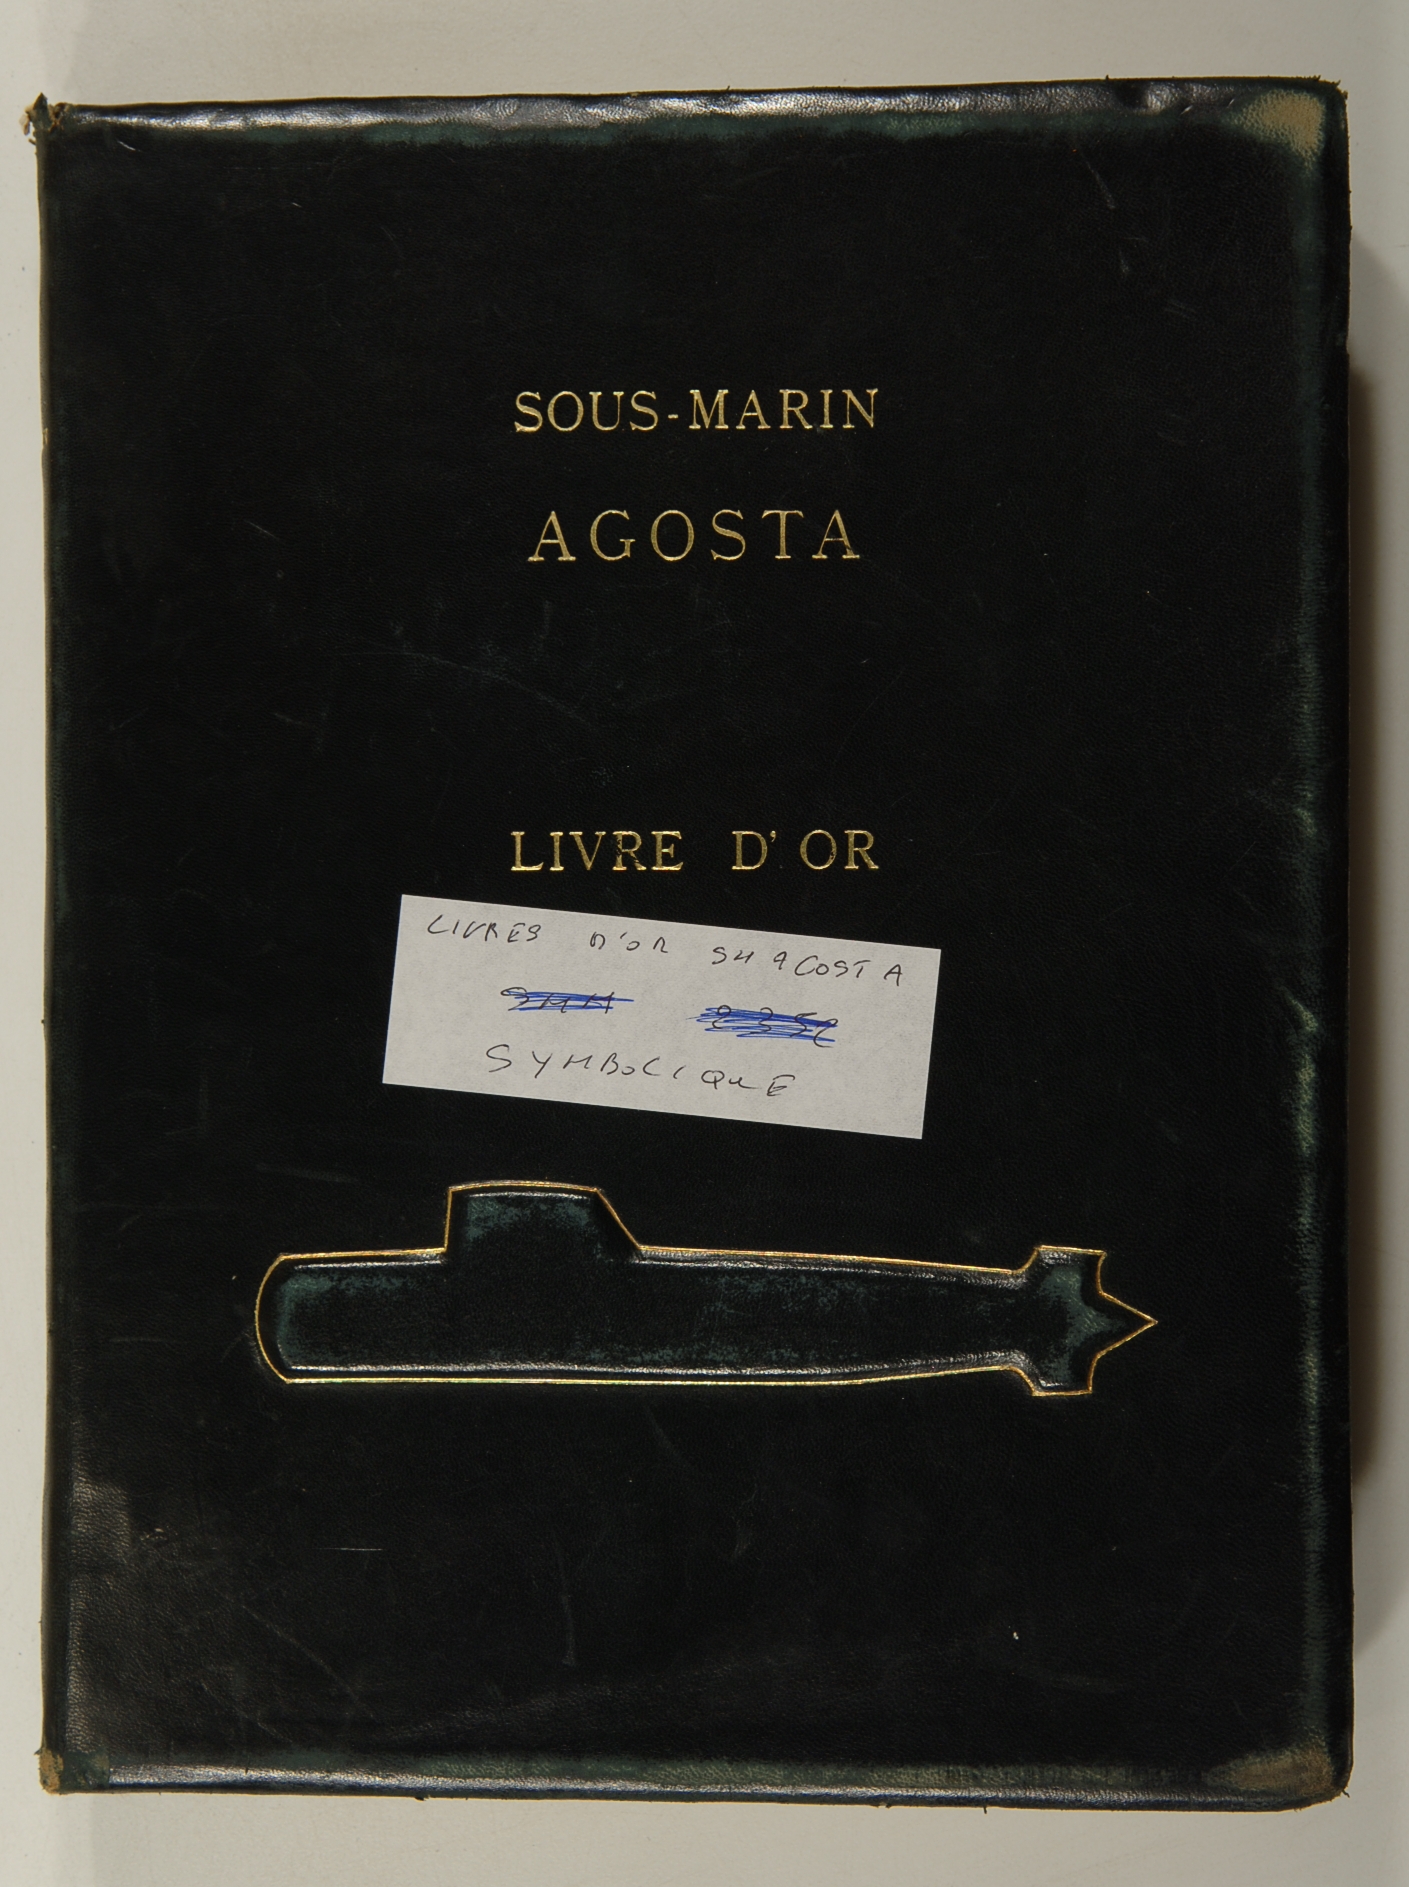 SOUS-MARIN
AGOSTA
LIVRE D'OR
LIVRES D'OR SM AGOSTA
SYMBOLIQUE